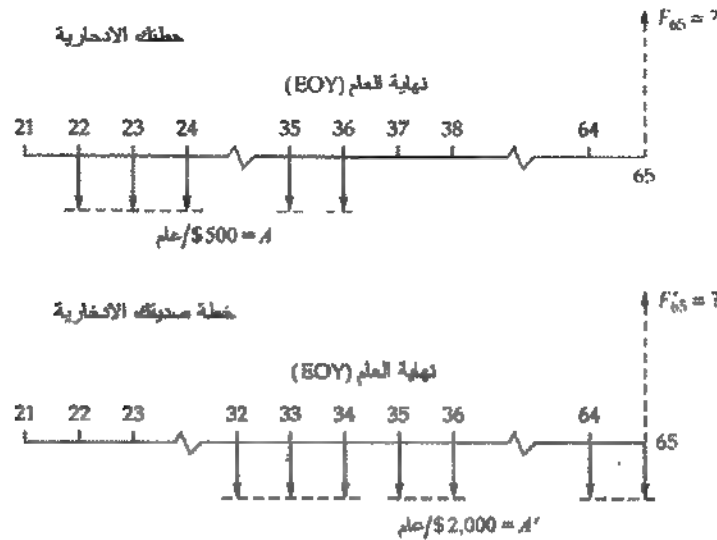 خطتك الادخارية
F65 = ?
نهاية العام (EOY)
21 22 23 24 35 36 37 38 64
65
A = $500/عام
خطة صديقك الادخارية
F'65 = ?
نهاية العام (EOY)
21 22 23 32 33 34 35 36 64
65
A' = $2,000/عام